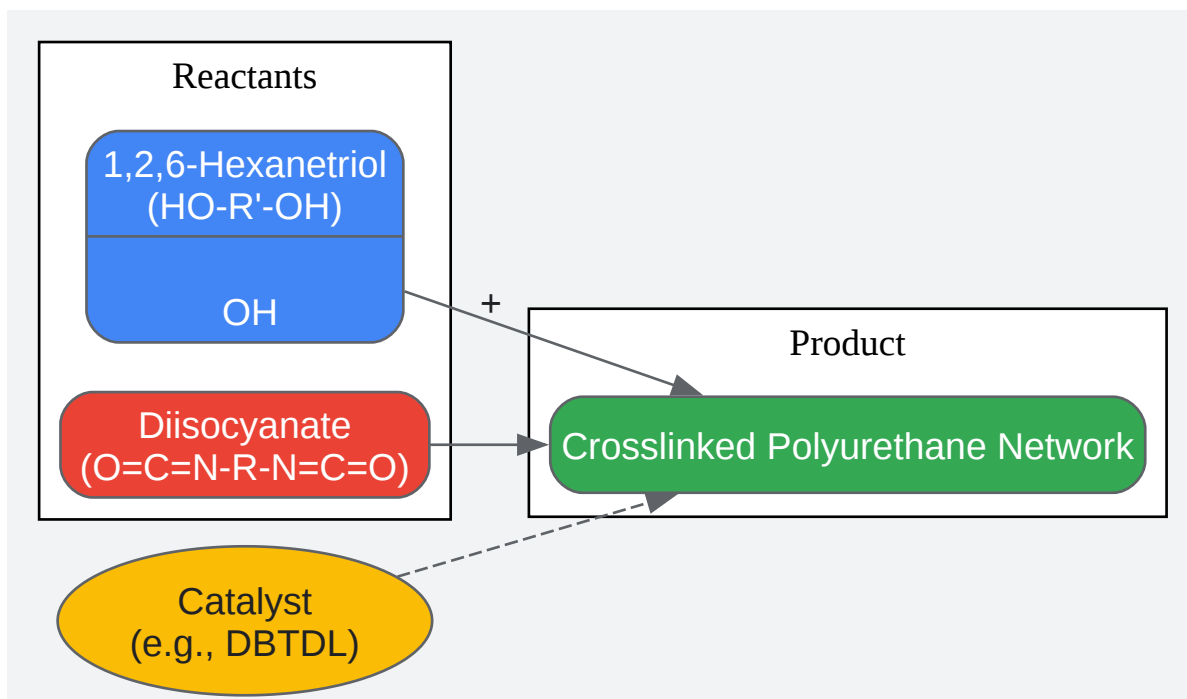 Reactants
1,2,6-Hexanetriol
(HO-R'-OH)
OH
+
Diisocyanate
(O=C=N-R-N=C=O)
Product
Crosslinked Polyurethane Network
Catalyst
(e.g., DBTDL)